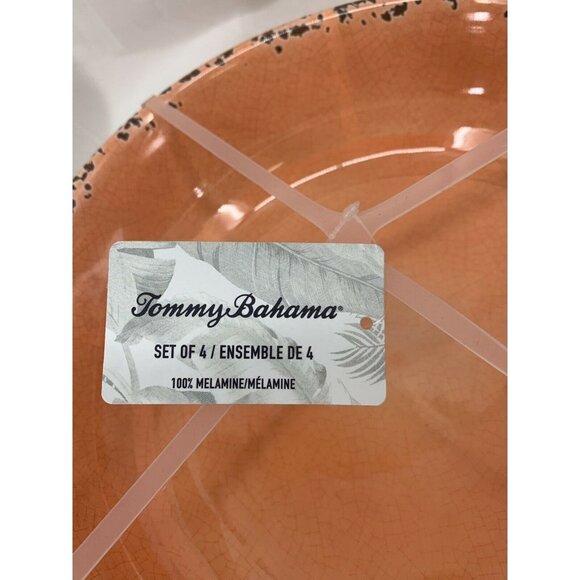 Tommy Bahama®
SET OF 4 / ENSEMBLE DE 4
100% MELAMINE/MÉLAMINE